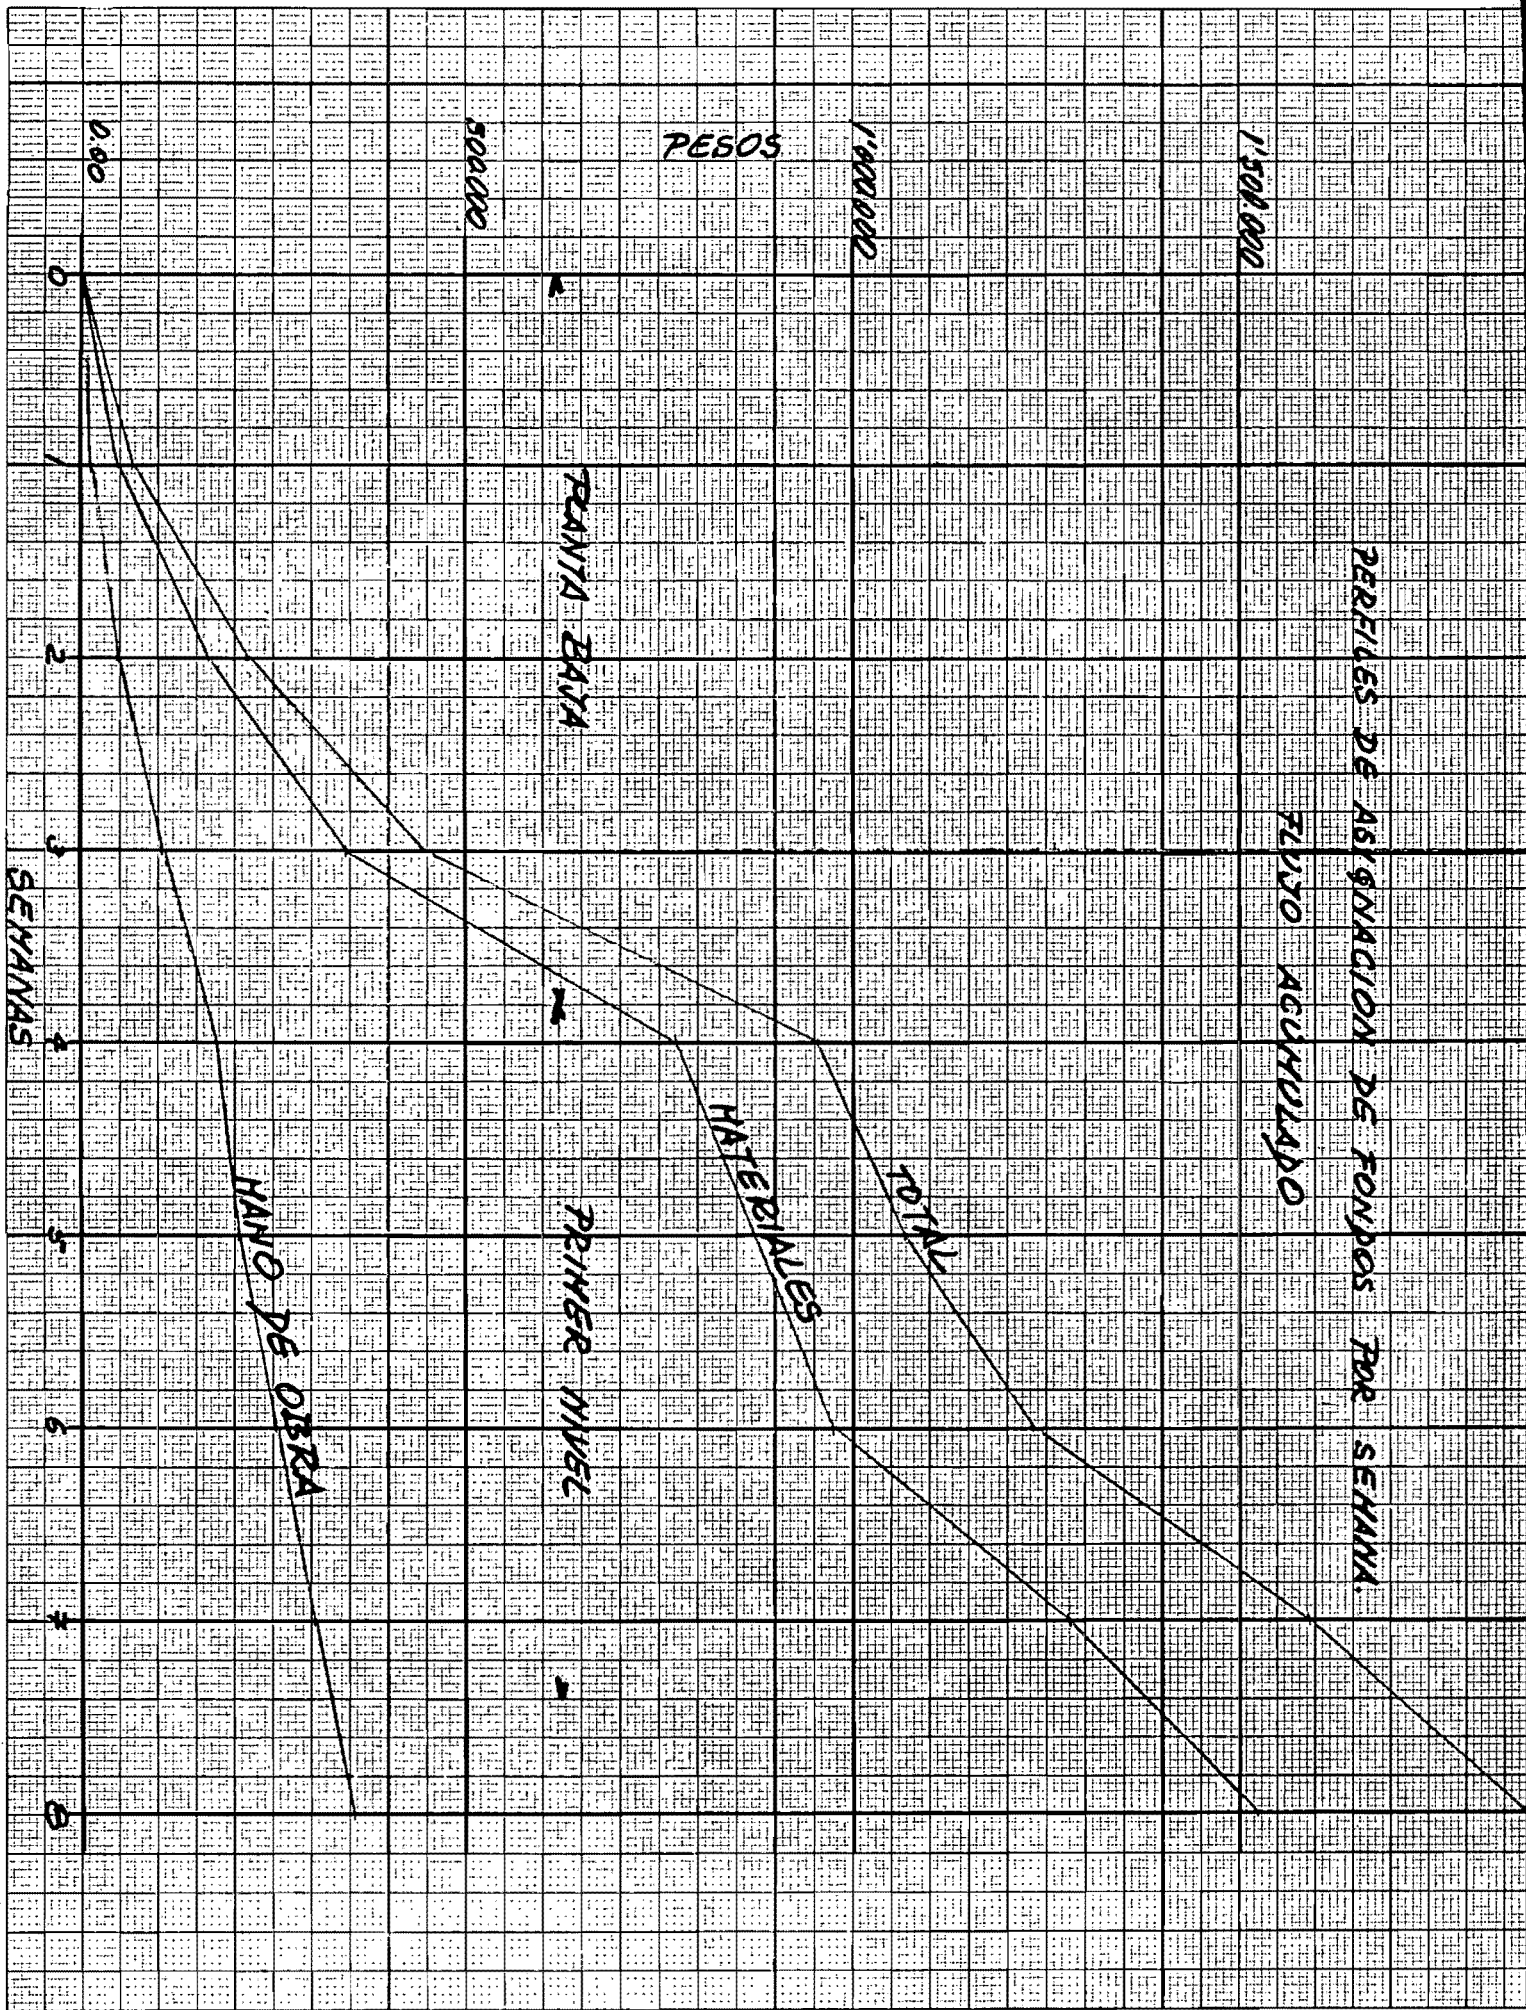 PERFILES DE ASIGNACION DE FONDOS POR SEMANA.
FLUJO ACUMULADO
1'500.000
1'000.000
PESOS
500.000
0.00
PLANTA BAJA
PRIMER NIVEL
TOTAL
MATERIALES
MANO DE OBRA
0 1 2 3 4 5 6 7 8
SEMANAS